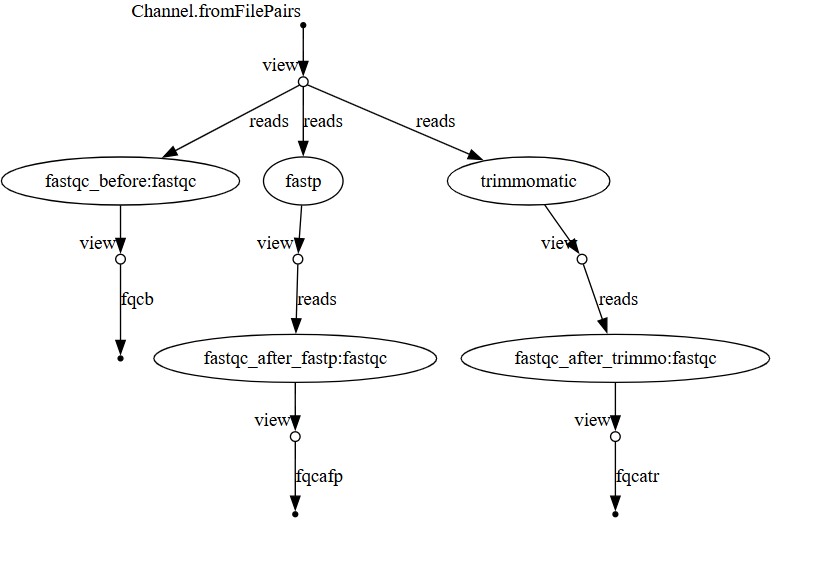 Channel.fromFilePairs
view
reads
reads
reads
fastqc_before:fastqc
fastp
trimmomatic
view
view
view
fqcb
reads
reads
fastqc_after_fastp:fastqc
fastqc_after_trimmo:fastqc
view
view
fqcafp
fqcatr